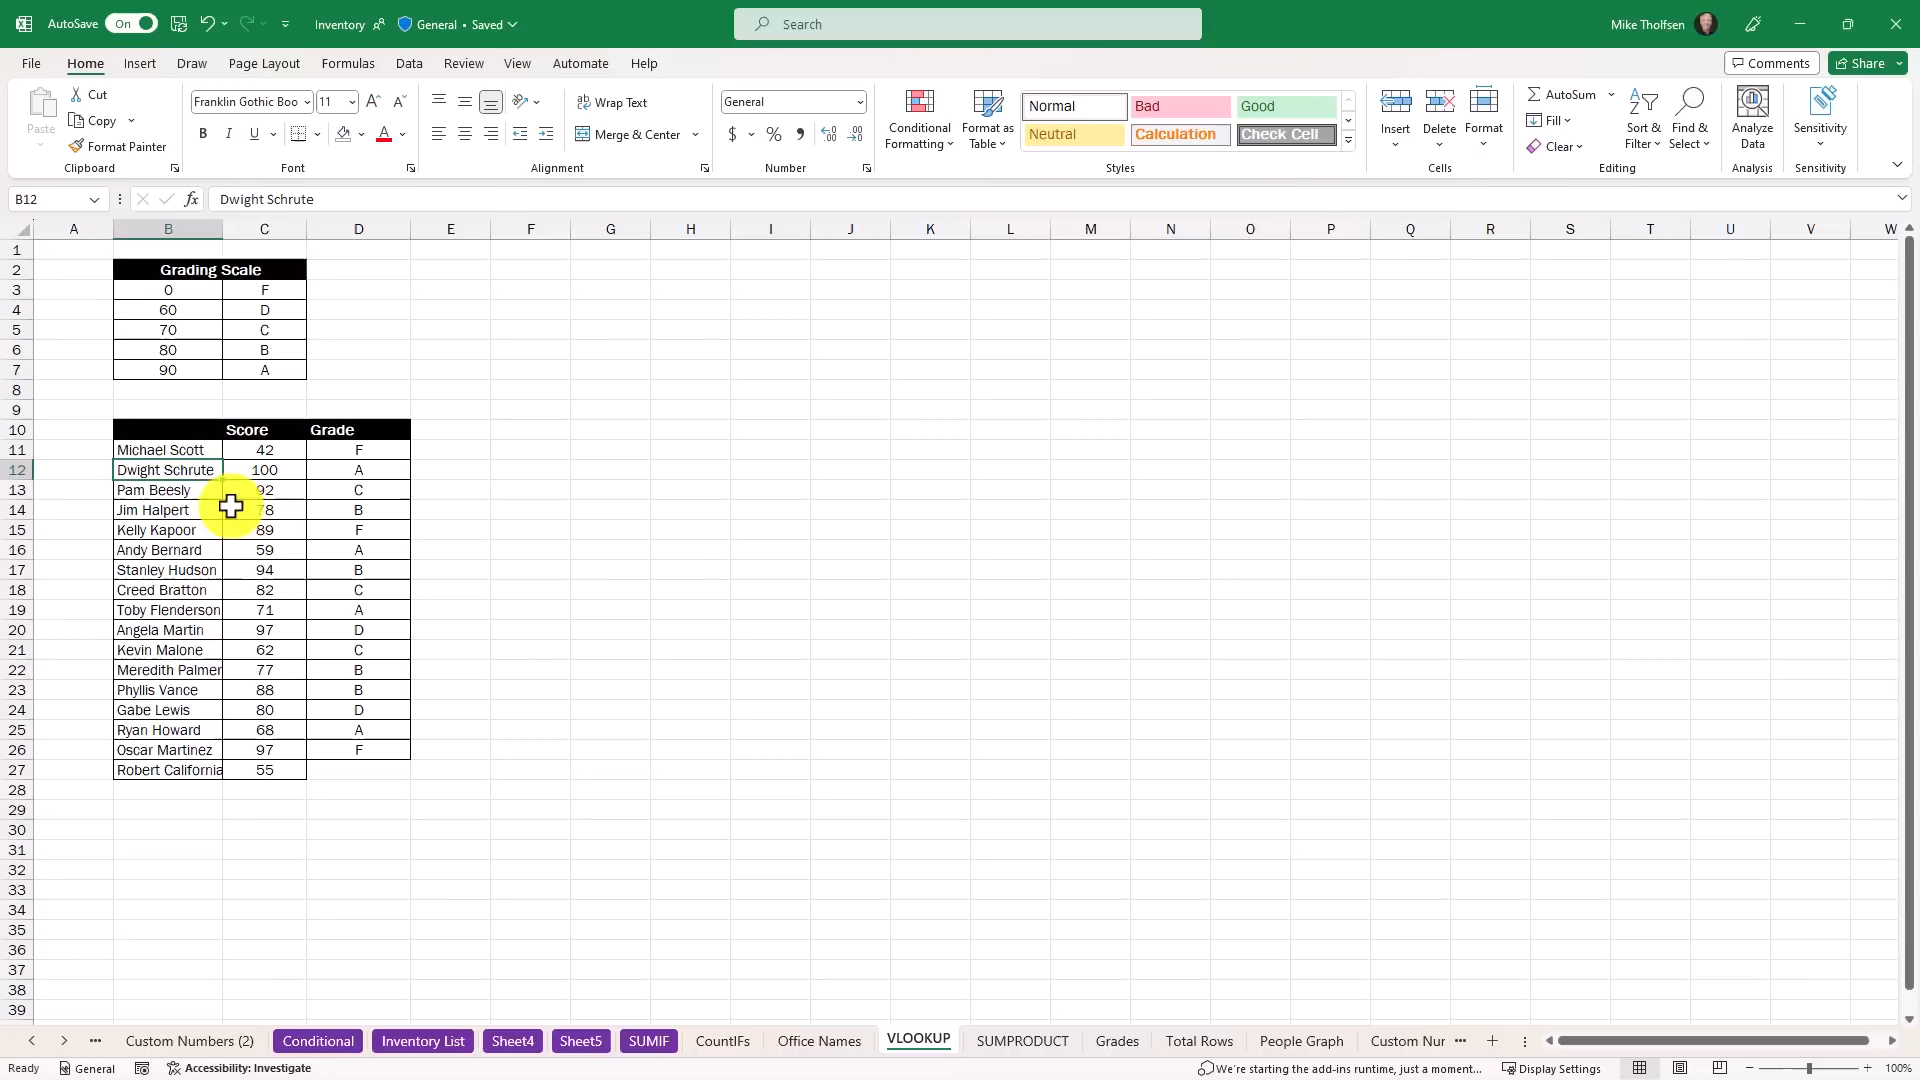 AutoSave On Inventory General • Saved Search Mike Tholfsen
File Home Insert Draw Page Layout Formulas Data Review View Automate Help Comments Share
Paste Cut Copy Format Painter Clipboard
Franklin Gothic Boo 11 B I U A Font
Wrap Text Merge & Center Alignment
General $ % Number
Conditional Formatting Format as Table Normal Bad Good Neutral Calculation Check Cell Styles
Insert Delete Format Cells
AutoSum Fill Clear Sort & Filter Find & Select Editing
Analyze Data Analysis
Sensitivity Sensitivity
B12 fx Dwight Schrute
A B C D E F G H I J K L M N O P Q R S T U V W
1
2 Grading Scale
3 0 F
4 60 D
5 70 C
6 80 B
7 90 A
8
9
10 Score Grade
11 Michael Scott 42 F
12 Dwight Schrute 100 A
13 Pam Beesly 92 C
14 Jim Halpert 78 B
15 Kelly Kapoor 89 F
16 Andy Bernard 59 A
17 Stanley Hudson 94 B
18 Creed Bratton 82 C
19 Toby Flenderson 71 A
20 Angela Martin 97 D
21 Kevin Malone 62 C
22 Meredith Palmer 77 B
23 Phyllis Vance 88 B
24 Gabe Lewis 80 D
25 Ryan Howard 68 A
26 Oscar Martinez 97 F
27 Robert California 55
28
29
30
31
32
33
34
35
36
37
38
39
Custom Numbers (2) Conditional Inventory List Sheet4 Sheet5 SUMIF CountIFs Office Names VLOOKUP SUMPRODUCT Grades Total Rows People Graph Custom Nur
Ready General Accessibility: Investigate We're starting the add-ins runtime, just a moment... Display Settings 100%